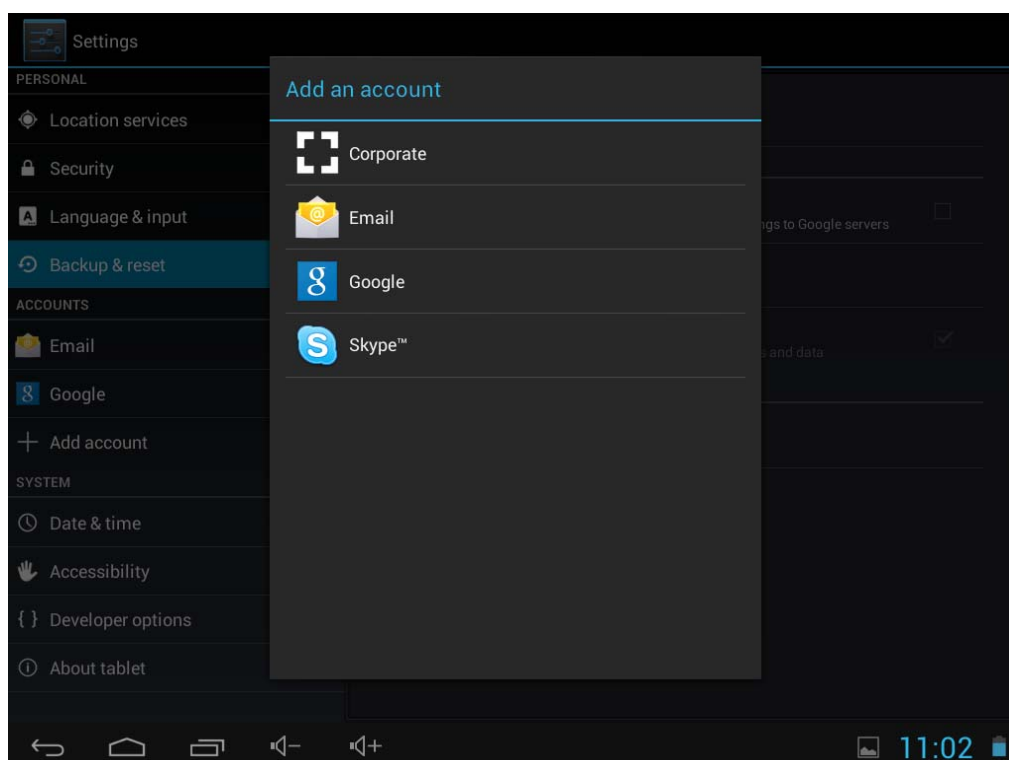 Settings
PERSONAL
Location services
Security
Language & input
Backup & reset
ACCOUNTS
Email
Google
Add account
SYSTEM
Date & time
Accessibility
{ } Developer options
About tablet
Add an account
Corporate
Email
Google
Skype™
to Google servers
and data
11:02